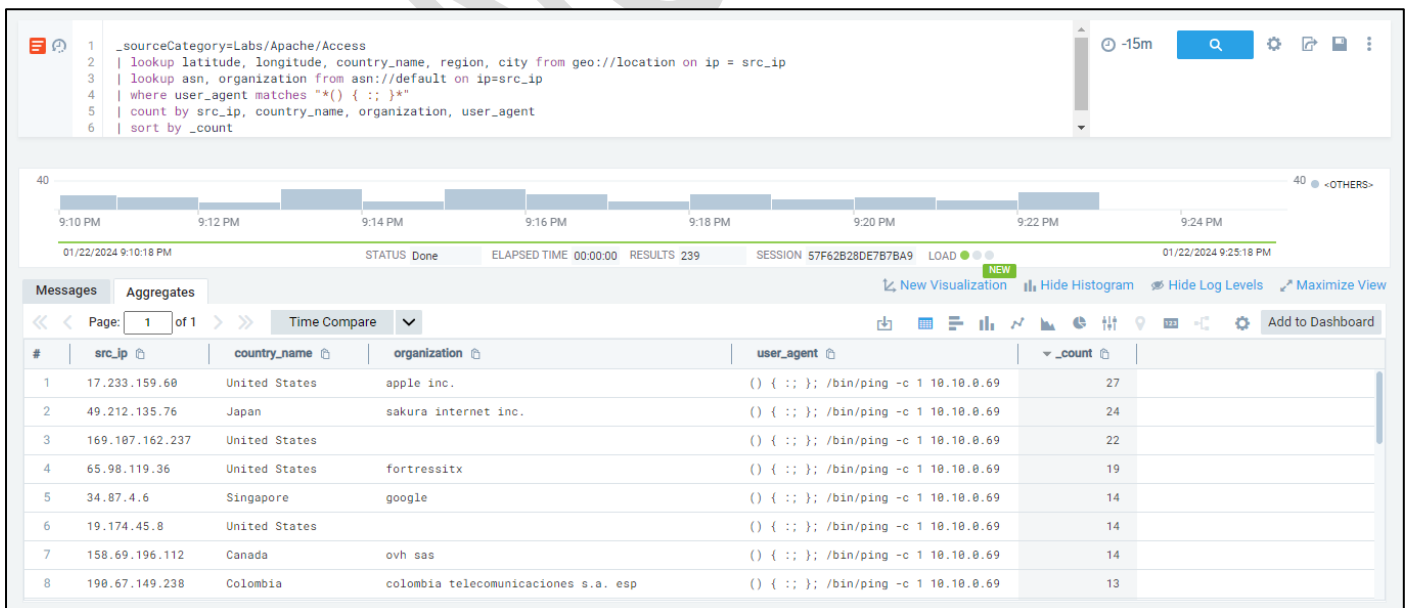 1 _sourceCategory=Labs/Apache/Access
2 | lookup latitude, longitude, country_name, region, city from geo://location on ip = src_ip
3 | lookup asn, organization from asn://default on ip=src_ip
4 | where user_agent matches "*() { :; }*"
5 | count by src_ip, country_name, organization, user_agent
6 | sort by _count
-15m
40 40 <OTHERS>
9:10 PM 9:12 PM 9:14 PM 9:16 PM 9:18 PM 9:20 PM 9:22 PM 9:24 PM
01/22/2024 9:10:18 PM STATUS Done ELAPSED TIME 00:00:00 RESULTS 239 SESSION 57F62B28DE7B7BA9 LOAD 01/22/2024 9:25:18 PM
NEW
Messages Aggregates New Visualization Hide Histogram Hide Log Levels Maximize View
Page: 1 of 1 Time Compare 123 Add to Dashboard
# src_ip country_name organization user_agent _count
1 17.233.159.60 United States apple inc. () { :; }; /bin/ping -c 1 10.10.0.69 27
2 49.212.135.76 Japan sakura internet inc. () { :; }; /bin/ping -c 1 10.10.0.69 24
3 169.107.162.237 United States () { :; }; /bin/ping -c 1 10.10.0.69 22
4 65.98.119.36 United States fortressitx () { :; }; /bin/ping -c 1 10.10.0.69 19
5 34.87.4.6 Singapore google () { :; }; /bin/ping -c 1 10.10.0.69 14
6 19.174.45.8 United States () { :; }; /bin/ping -c 1 10.10.0.69 14
7 158.69.196.112 Canada ovh sas () { :; }; /bin/ping -c 1 10.10.0.69 14
8 190.67.149.238 Colombia colombia telecomunicaciones s.a. esp () { :; }; /bin/ping -c 1 10.10.0.69 13